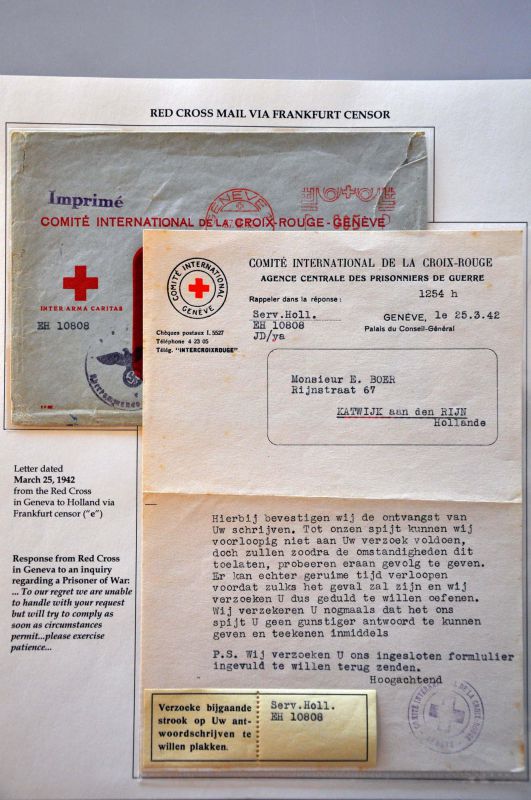 RED CROSS MAIL VIA FRANKFURT CENSOR
Imprimé
GENÈVE
COMITÉ INTERNATIONAL DE LA CROIX-ROUGE - GENÈVE
INTER ARMA CARITAS
EH 10808
COMITÉ INTERNATIONAL
GENÈVE
COMITÉ INTERNATIONAL DE LA CROIX-ROUGE
AGENCE CENTRALE DES PRISONNIERS DE GUERRE
Rappeler dans la réponse:
1254 h
Serv.Holl.
EH 10808
JD/ya
GENÈVE, le 25.3.42
Palais du Conseil-Général
Chèques postaux I. 5527
Téléphone 4 23 05
Télég. "INTERCROIXROUGE"
Monsieur E. BOER
Rijnstraat 67
KATWIJK aan den RIJN
Hollande
Letter dated
March 25, 1942
from the Red Cross
in Geneva to Holland via
Frankfurt censor ("e")
Response from Red Cross
in Geneva to an inquiry
regarding a Prisoner of War:
... To our regret we are unable
to handle with your request
but will try to comply as
soon as circumstances
permit...please exercise
patience...
Hierbij bevestigen wij de ontvangst van
Uw schrijven. Tot onzen spijt kunnen wij
voorloopig niet aan Uw verzoek voldoen,
doch zullen zoodra de omstandigheden dit
toelaten, probeeren eraan gevolg te geven.
Er kan echter geruime tijd verloopen
voordat zulks het geval zal zijn en wij
verzoeken U dus geduld te willen oefenen.
Wij verzekeren U nogmaals dat het ons
spijt U geen gunstiger antwoord te kunnen
geven en teekenen inmiddels
P.S. Wij verzoeken U ons ingesloten formlulier
ingevuld te willen terug zenden.
Hoogachtend
Verzoeke bijgaande
strook op Uw ant-
woordschrijven te
willen plakken.
Serv.Holl.
EH 10808
COMITÉ INTERNATIONAL DE LA CROIX-ROUGE